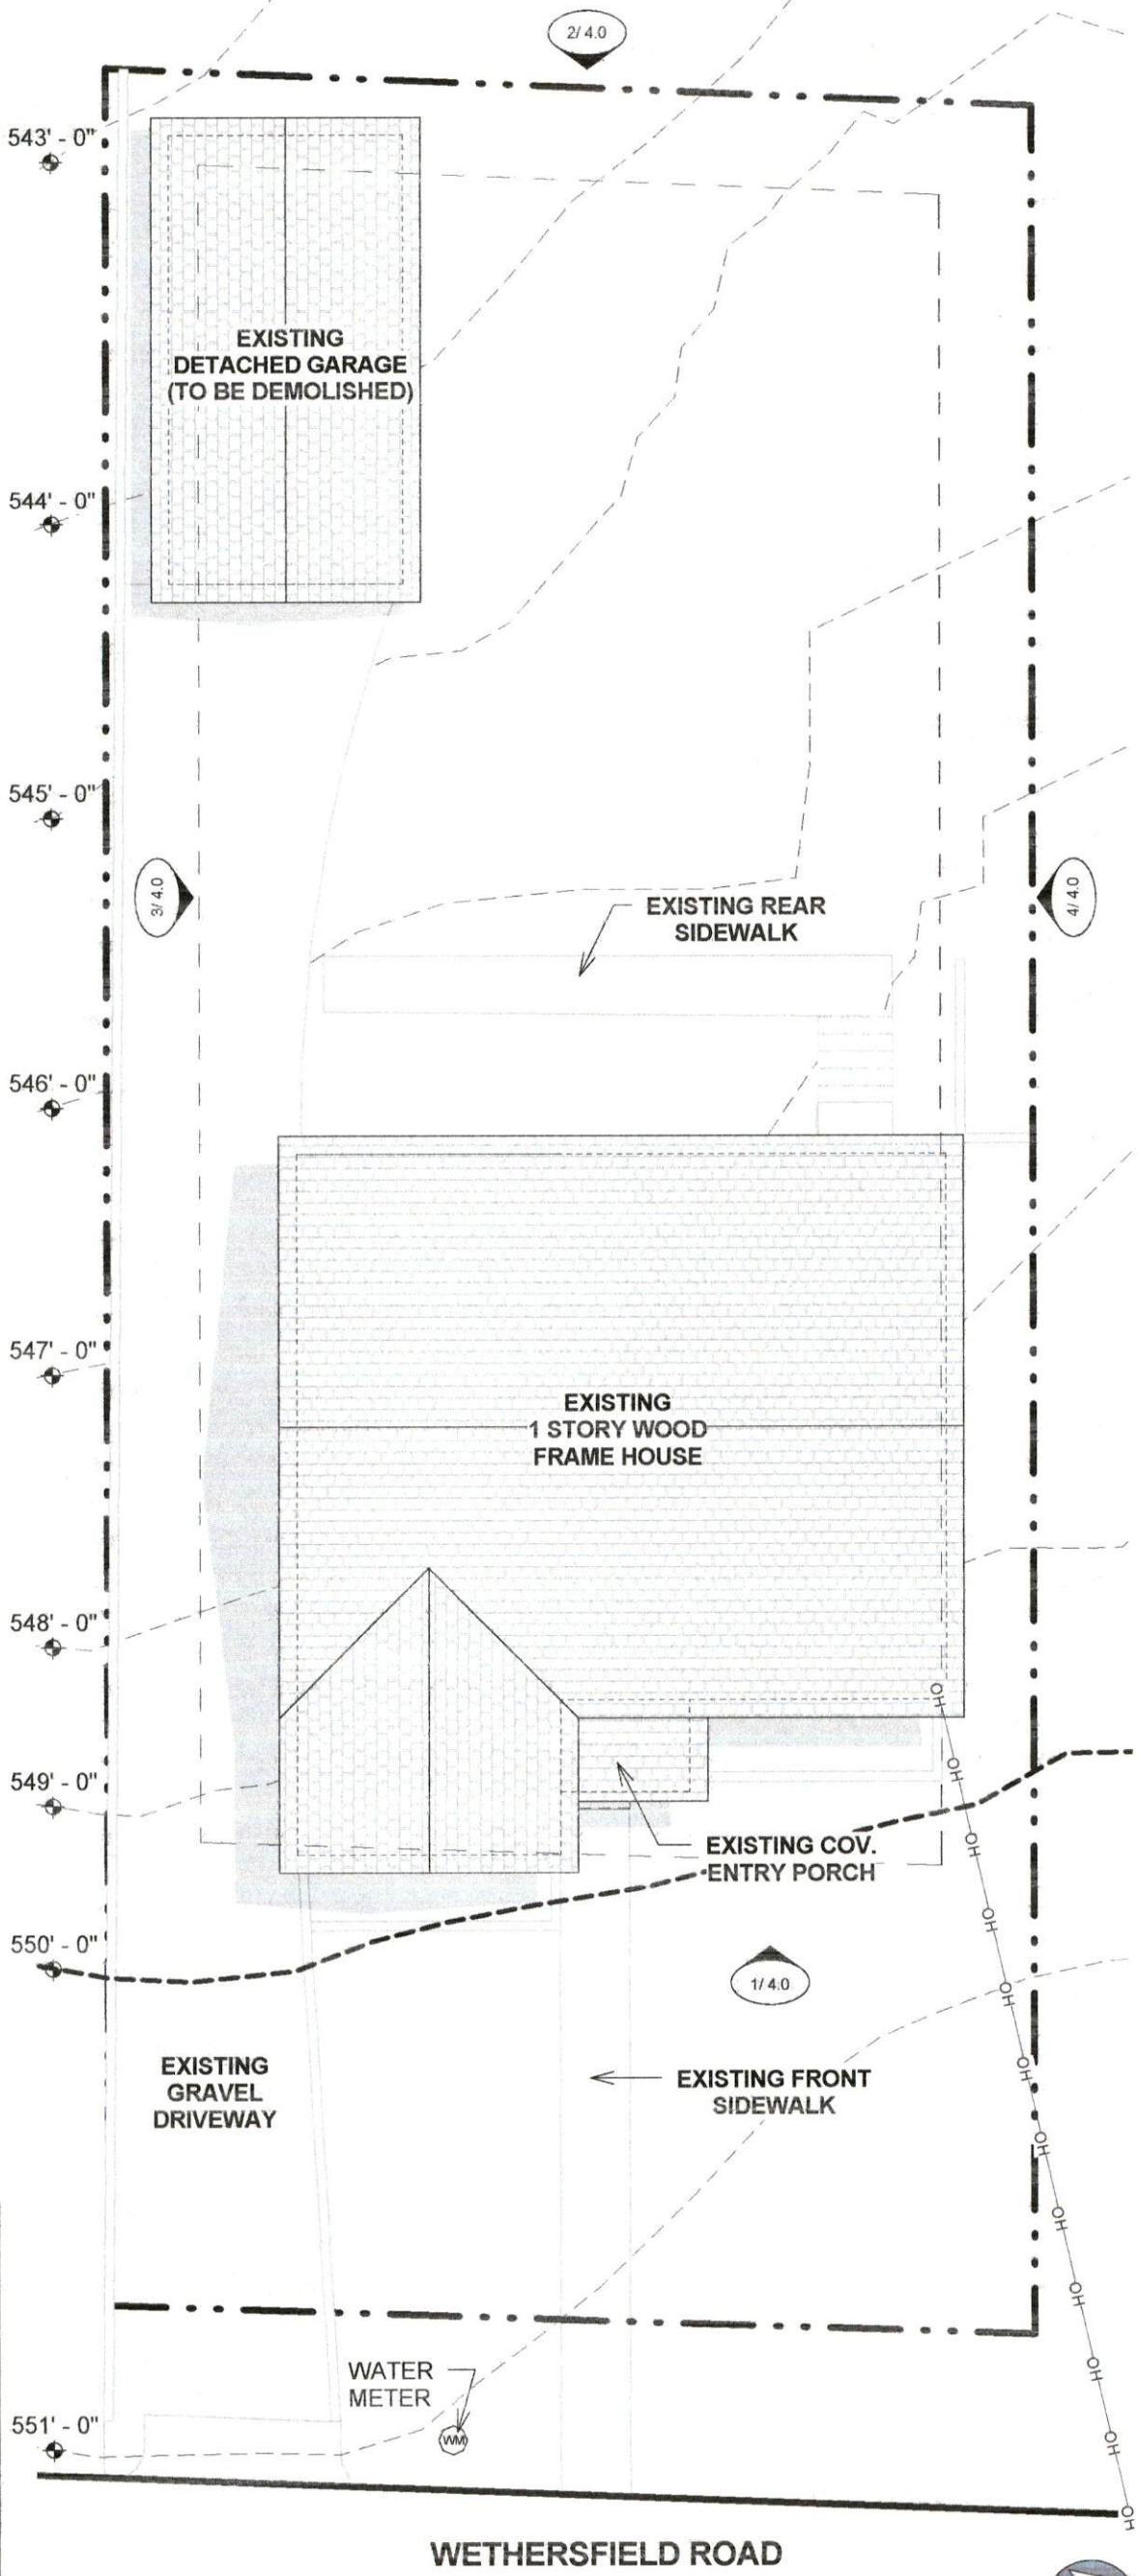 2/ 4.0
543' - 0"
EXISTING
DETACHED GARAGE
(TO BE DEMOLISHED)
544' - 0"
545' - 0"
3/ 4.0
4/ 4.0
EXISTING REAR
SIDEWALK
546' - 0"
547' - 0"
EXISTING
1 STORY WOOD
FRAME HOUSE
548' - 0"
OH
549' - 0"
OH
OH
EXISTING COV.
ENTRY PORCH
OH
550' - 0"
1/ 4.0
OH
EXISTING
GRAVEL
DRIVEWAY
EXISTING FRONT
SIDEWALK
OH
OH
OH
OH
WATER
METER
OH
551' - 0"
WM
OH
OH
WETHERSFIELD ROAD